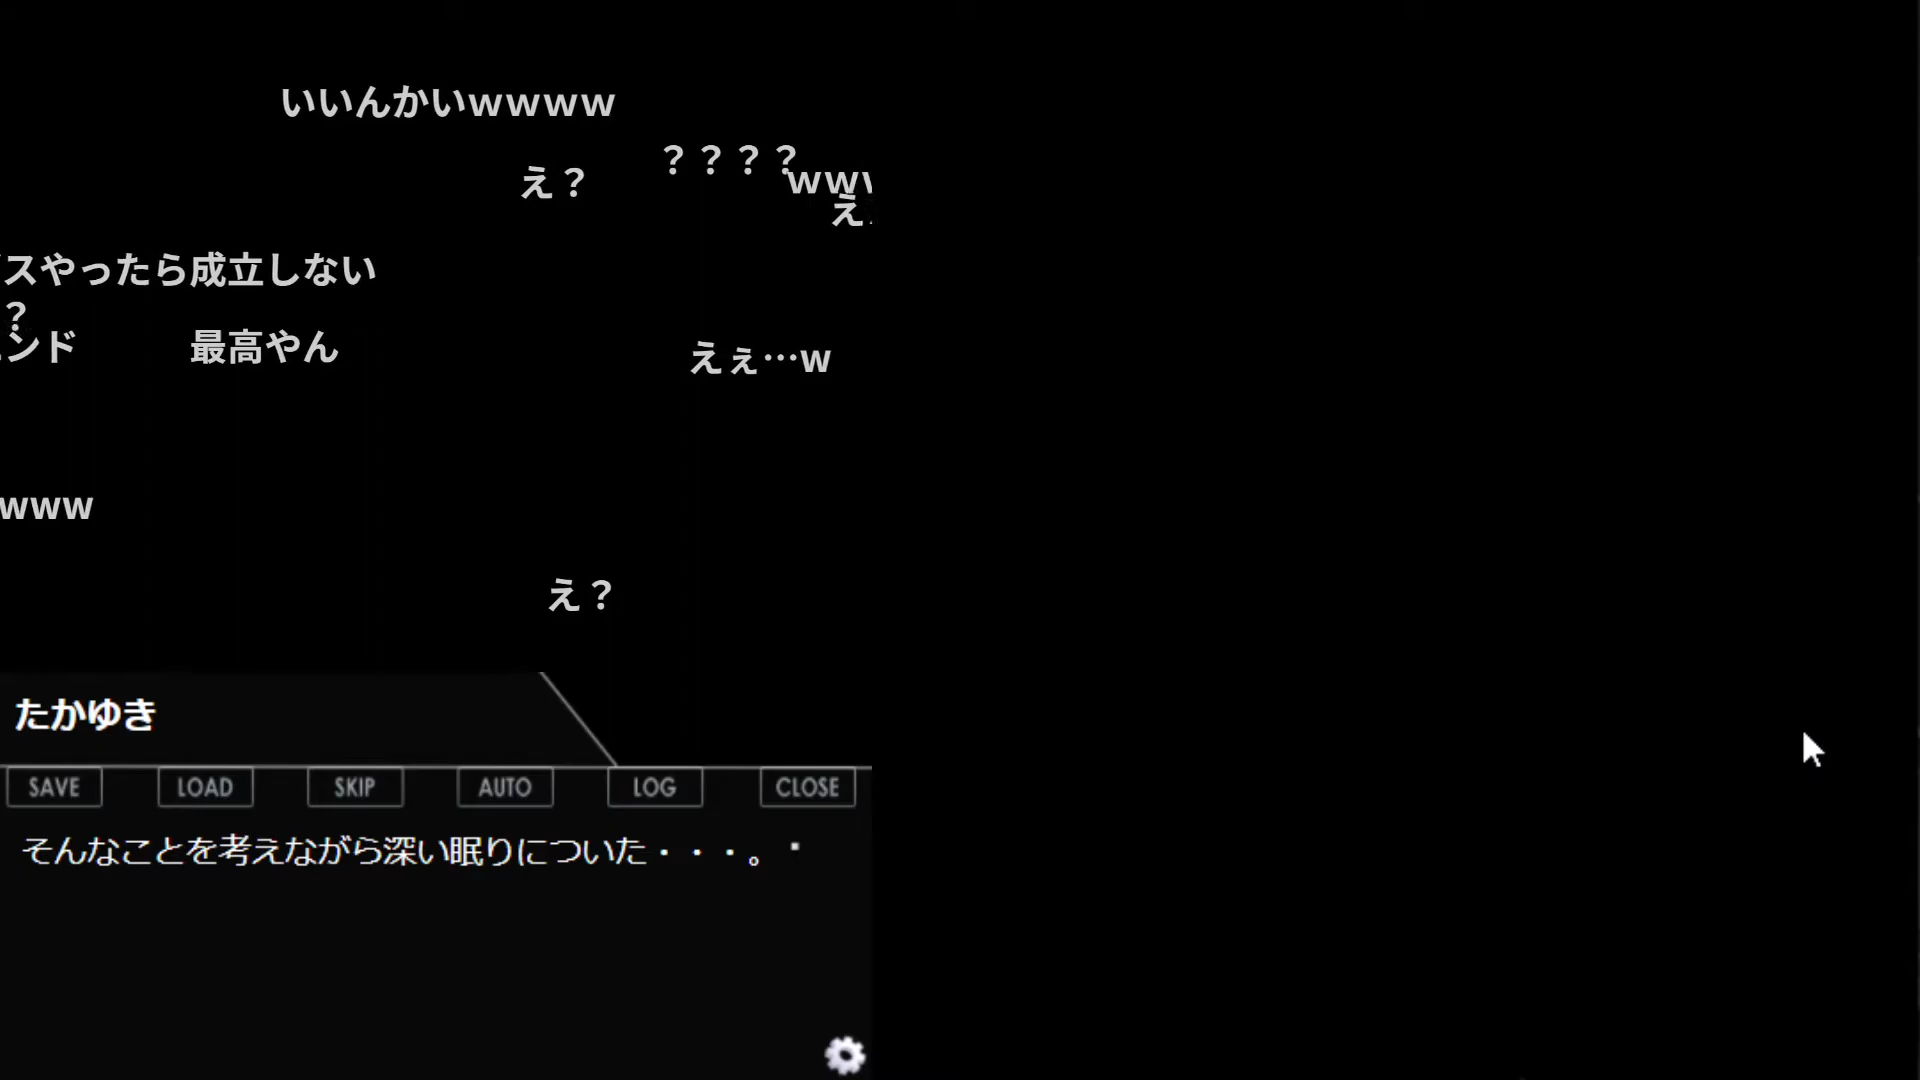 いいんかいwwww
？？？？
え？
ww
え
スやったら成立しない
？
ンド
最高やん
えぇ…w
www
え？
たかゆき
SAVE
LOAD
SKIP
AUTO
LOG
CLOSE
そんなことを考えながら深い眠りについた・・・。